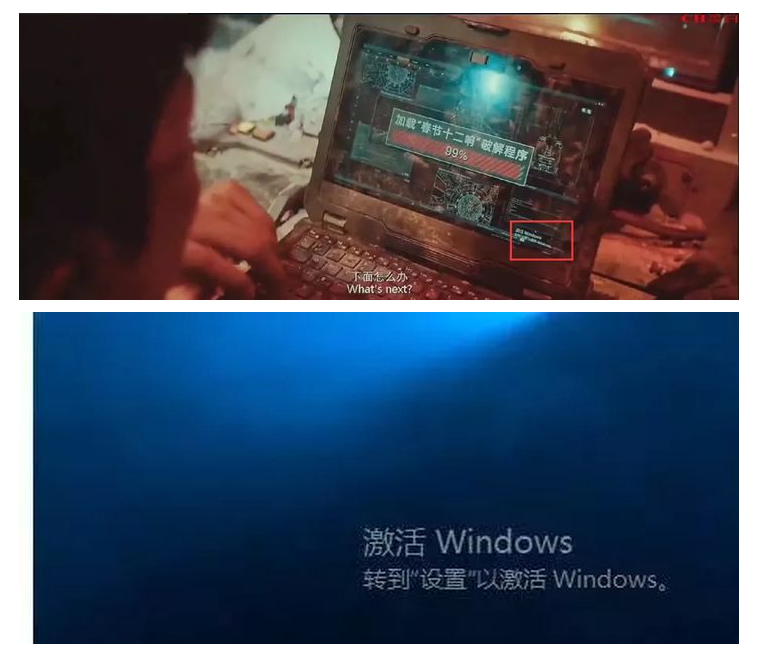 加载“春节十二响”破解程序
99%
激活 Windows
下面怎么办
What's next?
激活 Windows
转到“设置”以激活 Windows。